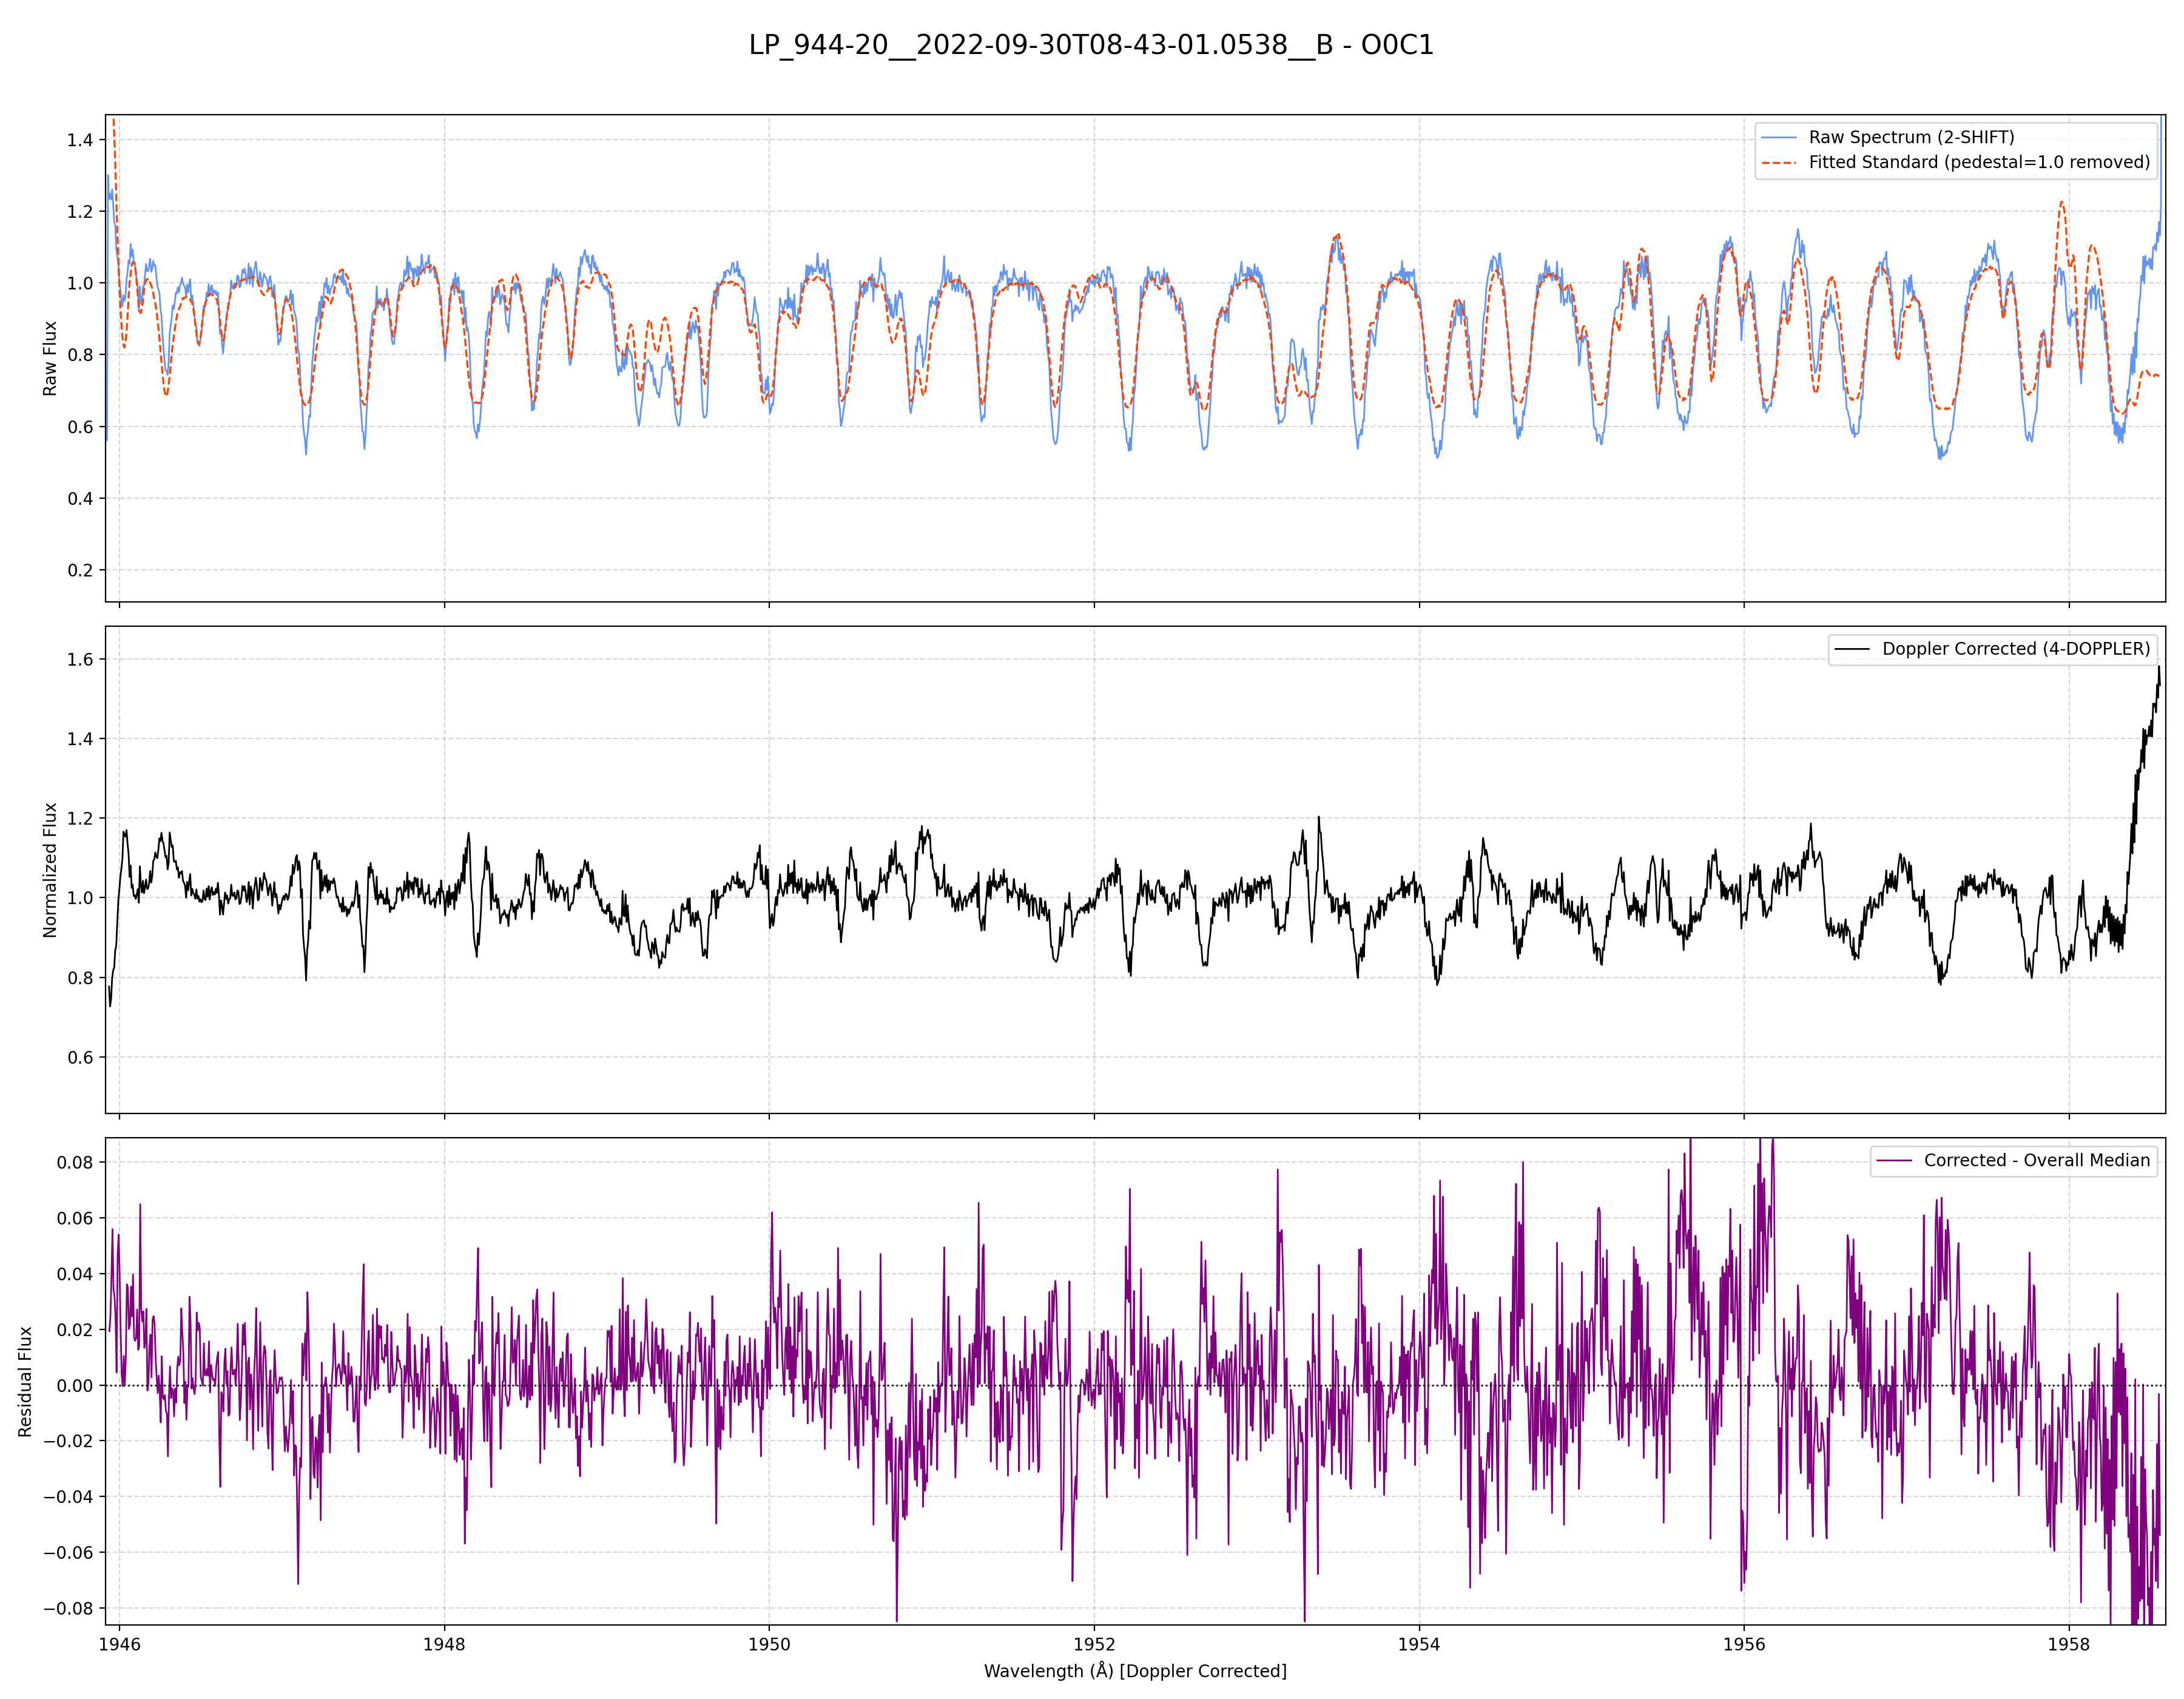 LP_944-20__2022-09-30T08-43-01.0538__B - O0C1
Raw Spectrum (2-SHIFT)
Fitted Standard (pedestal=1.0 removed)
Raw Flux
1.4
1.2
1.0
0.8
0.6
0.4
0.2
Doppler Corrected (4-DOPPLER)
Normalized Flux
1.6
1.4
1.2
1.0
0.8
0.6
Corrected - Overall Median
Residual Flux
0.08
0.06
0.04
0.02
0.00
−0.02
−0.04
−0.06
−0.08
1946 1948 1950 1952 1954 1956 1958
Wavelength (Å) [Doppler Corrected]